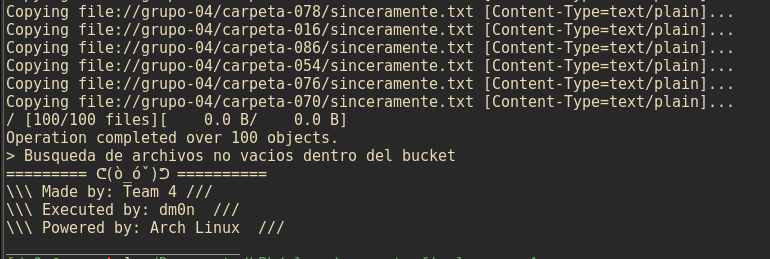 Copying file://grupo-04/carpeta-078/sinceramente.txt [Content-Type=text/plain]...
Copying file://grupo-04/carpeta-016/sinceramente.txt [Content-Type=text/plain]...
Copying file://grupo-04/carpeta-086/sinceramente.txt [Content-Type=text/plain]...
Copying file://grupo-04/carpeta-054/sinceramente.txt [Content-Type=text/plain]...
Copying file://grupo-04/carpeta-076/sinceramente.txt [Content-Type=text/plain]...
Copying file://grupo-04/carpeta-070/sinceramente.txt [Content-Type=text/plain]...
/ [100/100 files][    0.0 B/    0.0 B]
Operation completed over 100 objects.
> Busqueda de archivos no vacios dentro del bucket
========= ᕦ(ò_óˇ)ᕤ ==========
\\\ Made by: Team 4 ///
\\\ Executed by: dm0n  ///
\\\ Powered by: Arch Linux  ///